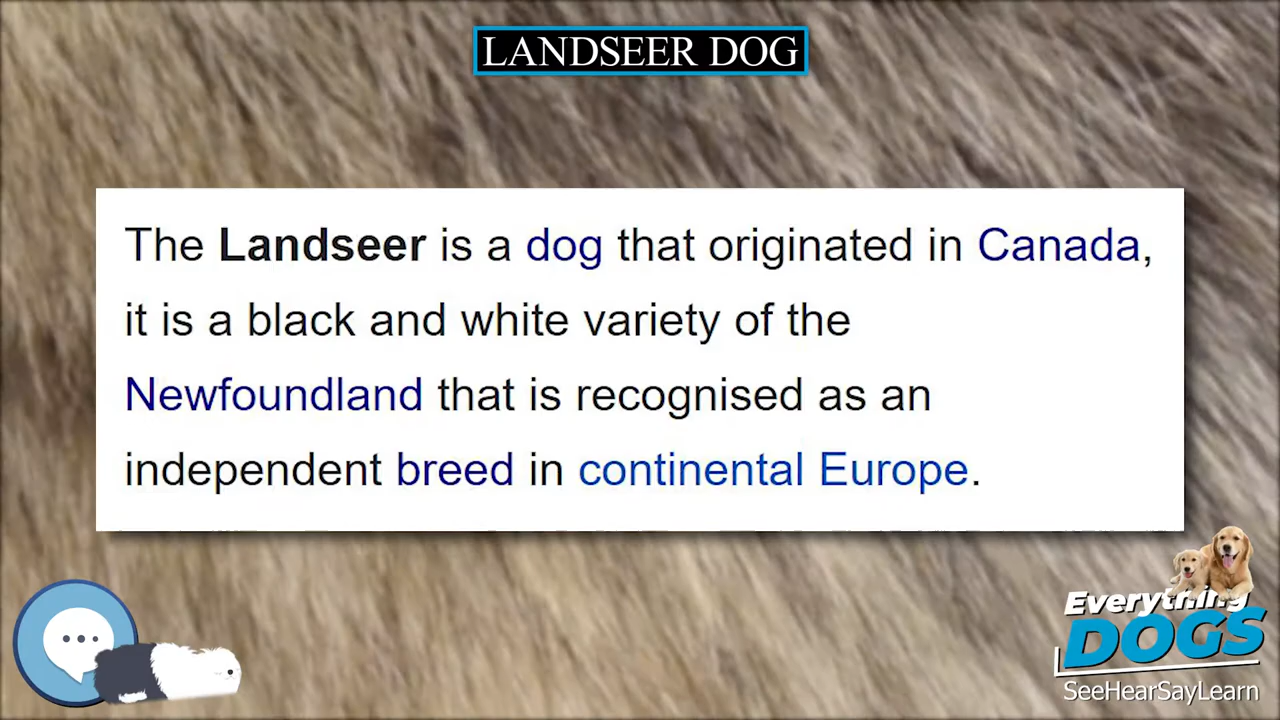 LANDSEER DOG
The Landseer is a dog that originated in Canada,
it is a black and white variety of the
Newfoundland that is recognised as an
independent breed in continental Europe.
Everything
DOGS
SeeHearSayLearn